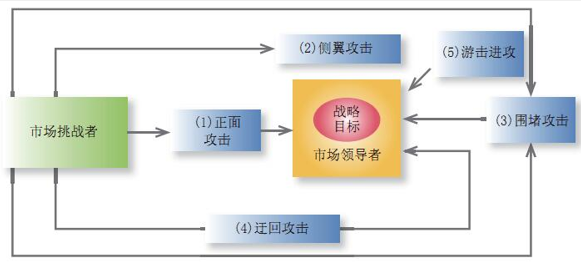 (2)侧翼攻击
(5)游击进攻
战略
目标
市场领导者
市场挑战者
(1)正面
攻击
(3)围堵攻击
(4)迂回攻击